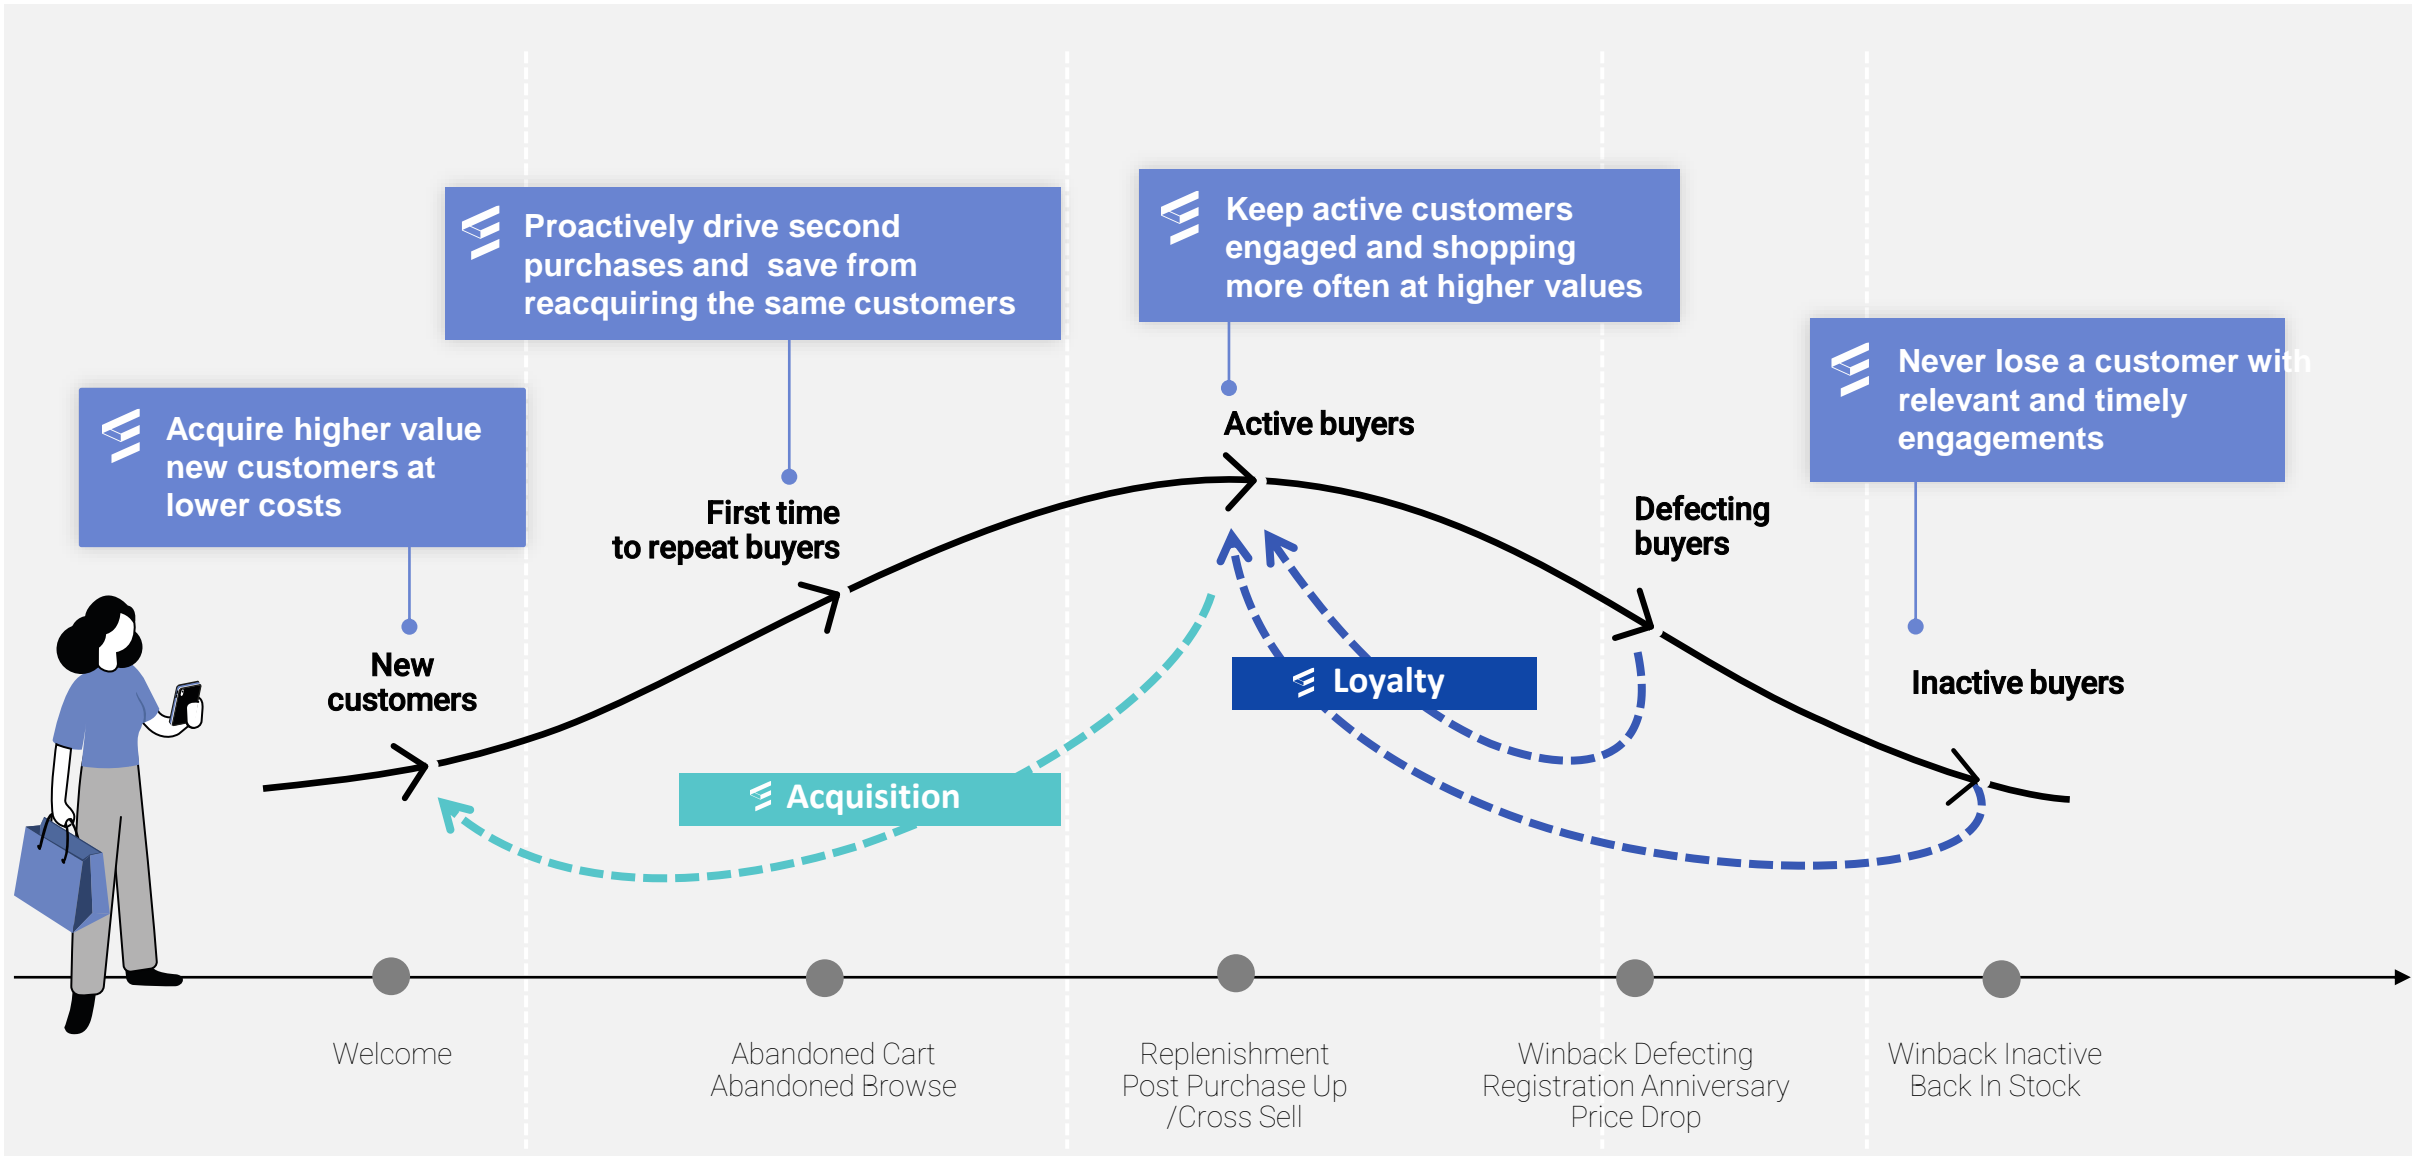 Proactively drive second
purchases and  save from
reacquiring the same customers
Keep active customers
engaged and shopping
more often at higher values
Never lose a customer with
relevant and timely
engagements
Acquire higher value
new customers at
lower costs
Active buyers
First time
to repeat buyers
Defecting
buyers
New
customers
Loyalty
Inactive buyers
Acquisition
Welcome
Abandoned Cart
Abandoned Browse
Replenishment
Post Purchase Up
/Cross Sell
Winback Defecting
Registration Anniversary
Price Drop
Winback Inactive
Back In Stock